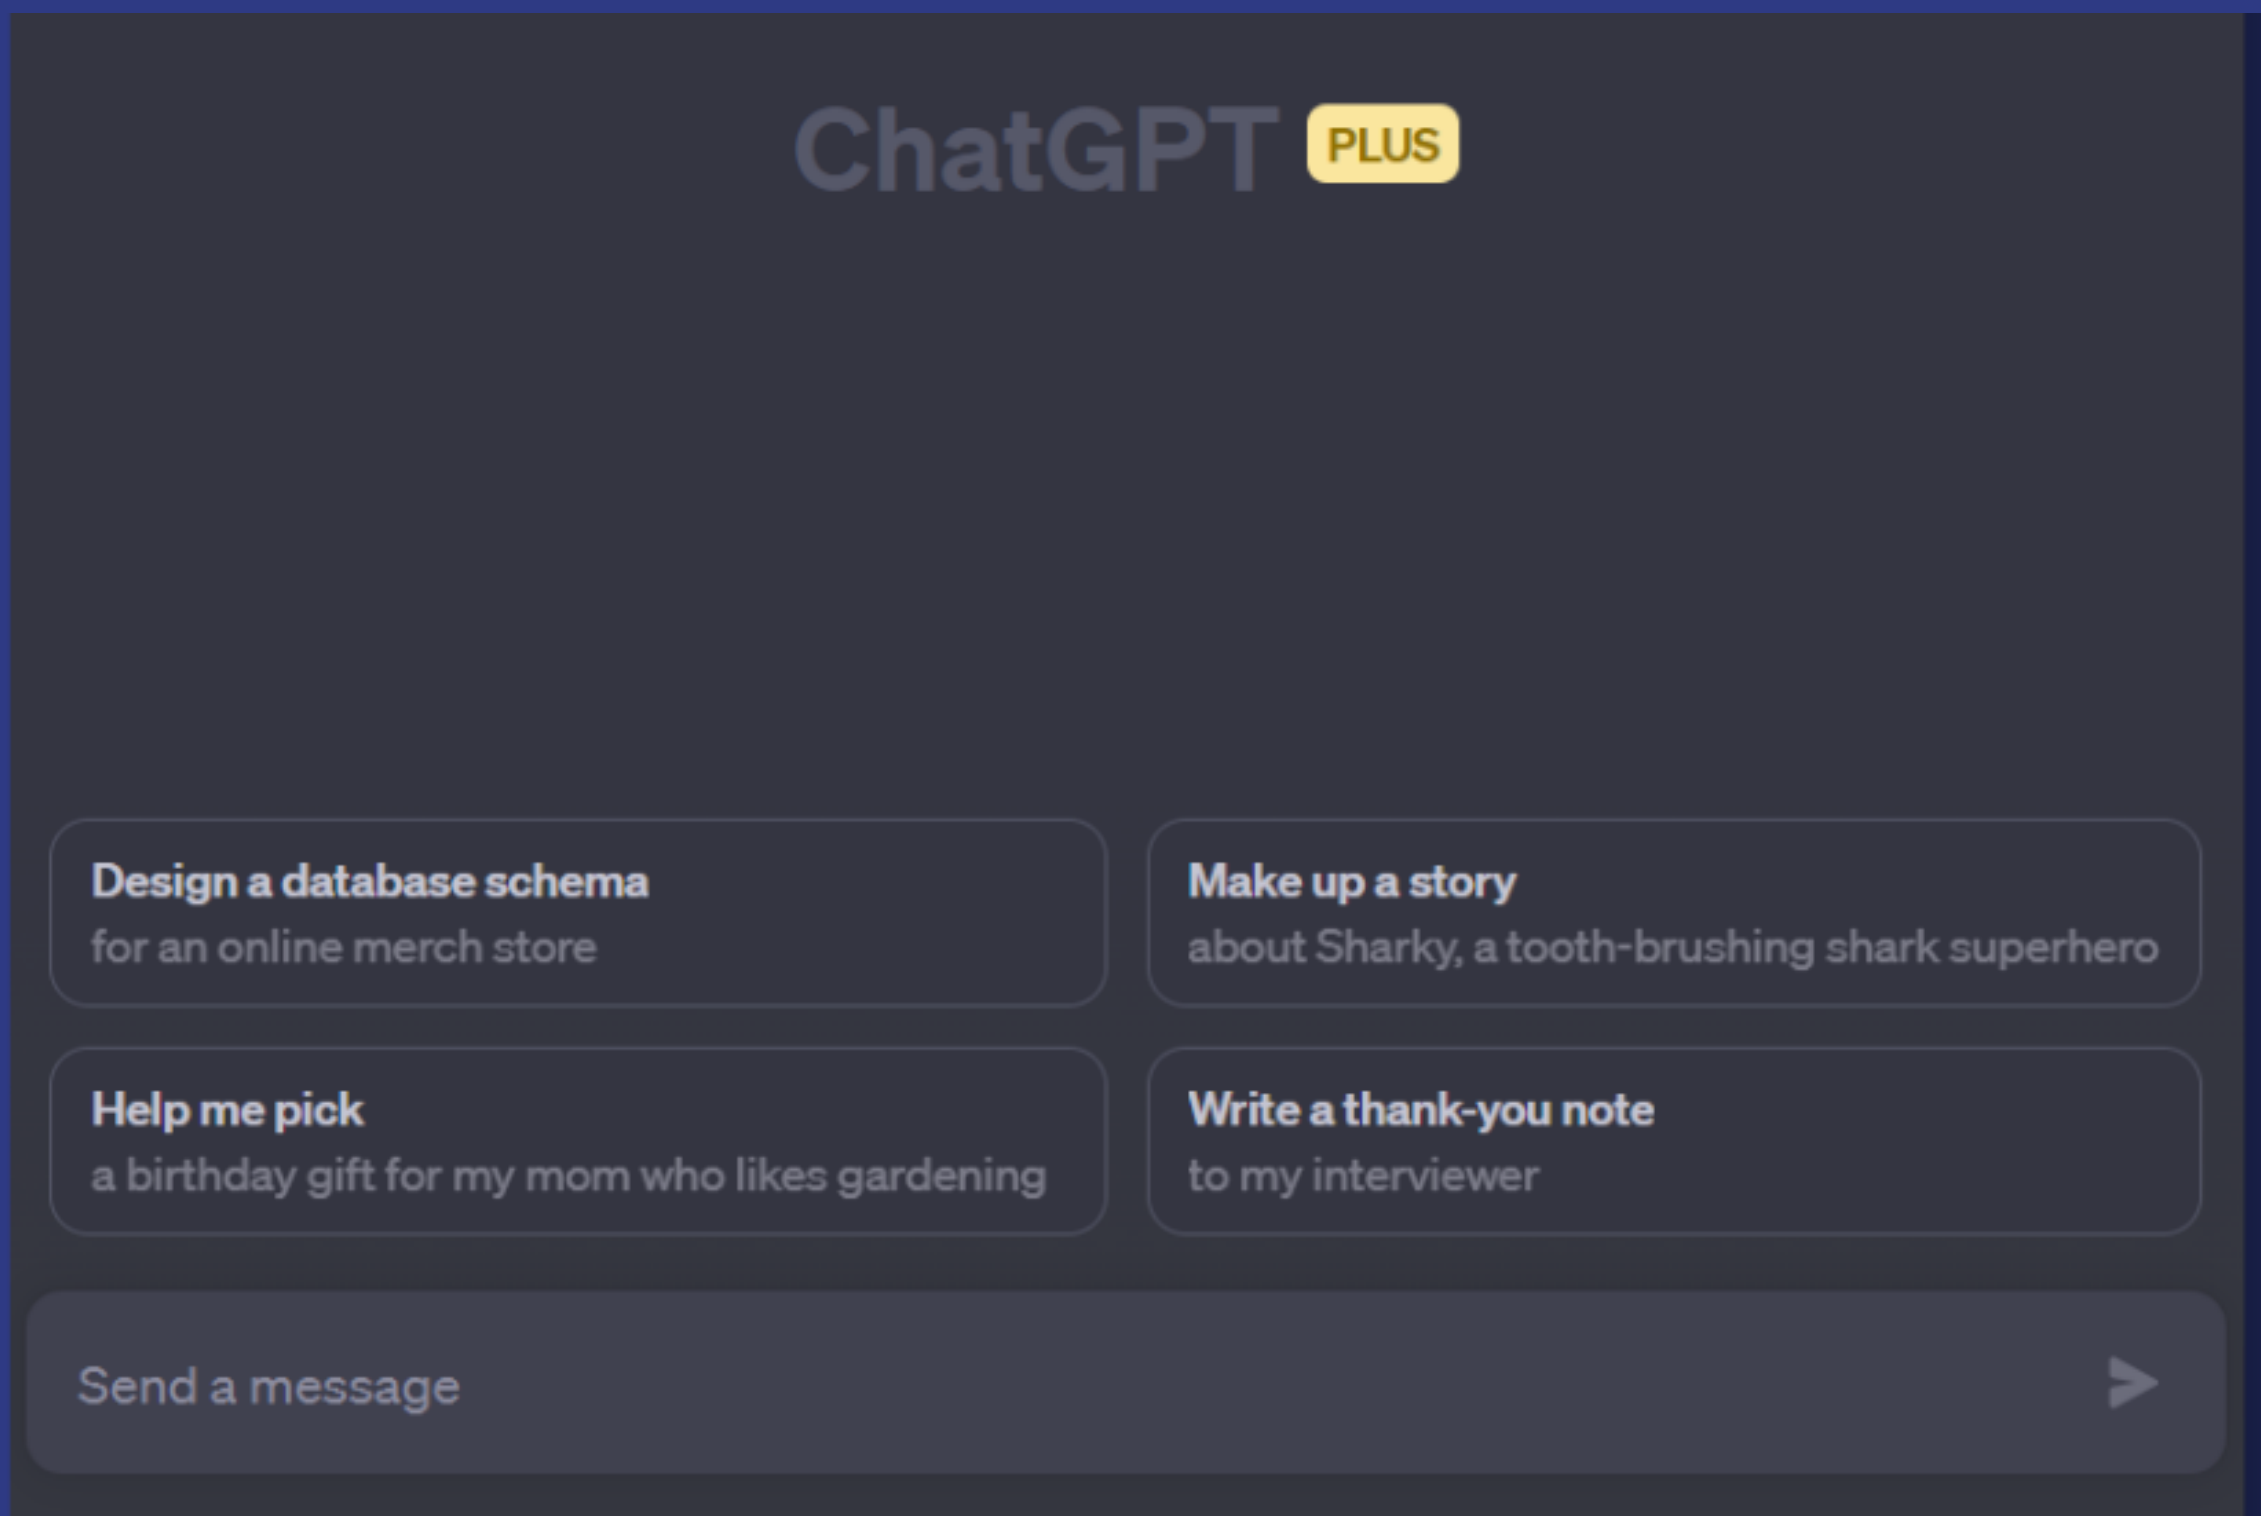 ChatGPT PLUS
Design a database schema
for an online merch store
Make up a story
about Sharky, a tooth-brushing shark superhero
Help me pick
a birthday gift for my mom who likes gardening
Write a thank-you note
to my interviewer
Send a message